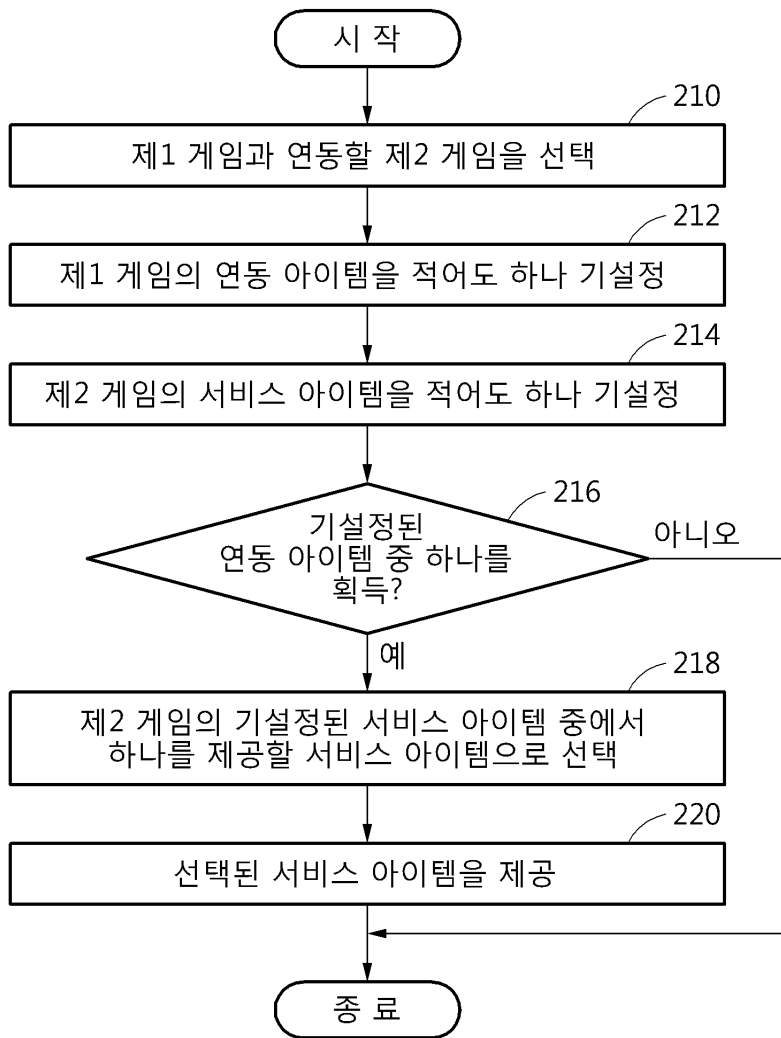 시 작
210
제1 게임과 연동할 제2 게임을 선택
212
제1 게임의 연동 아이템을 적어도 하나 기설정
214
제2 게임의 서비스 아이템을 적어도 하나 기설정
216
기설정된
연동 아이템 중 하나를
획득?
아니오
예
218
제2 게임의 기설정된 서비스 아이템 중에서
하나를 제공할 서비스 아이템으로 선택
220
선택된 서비스 아이템을 제공
종 료